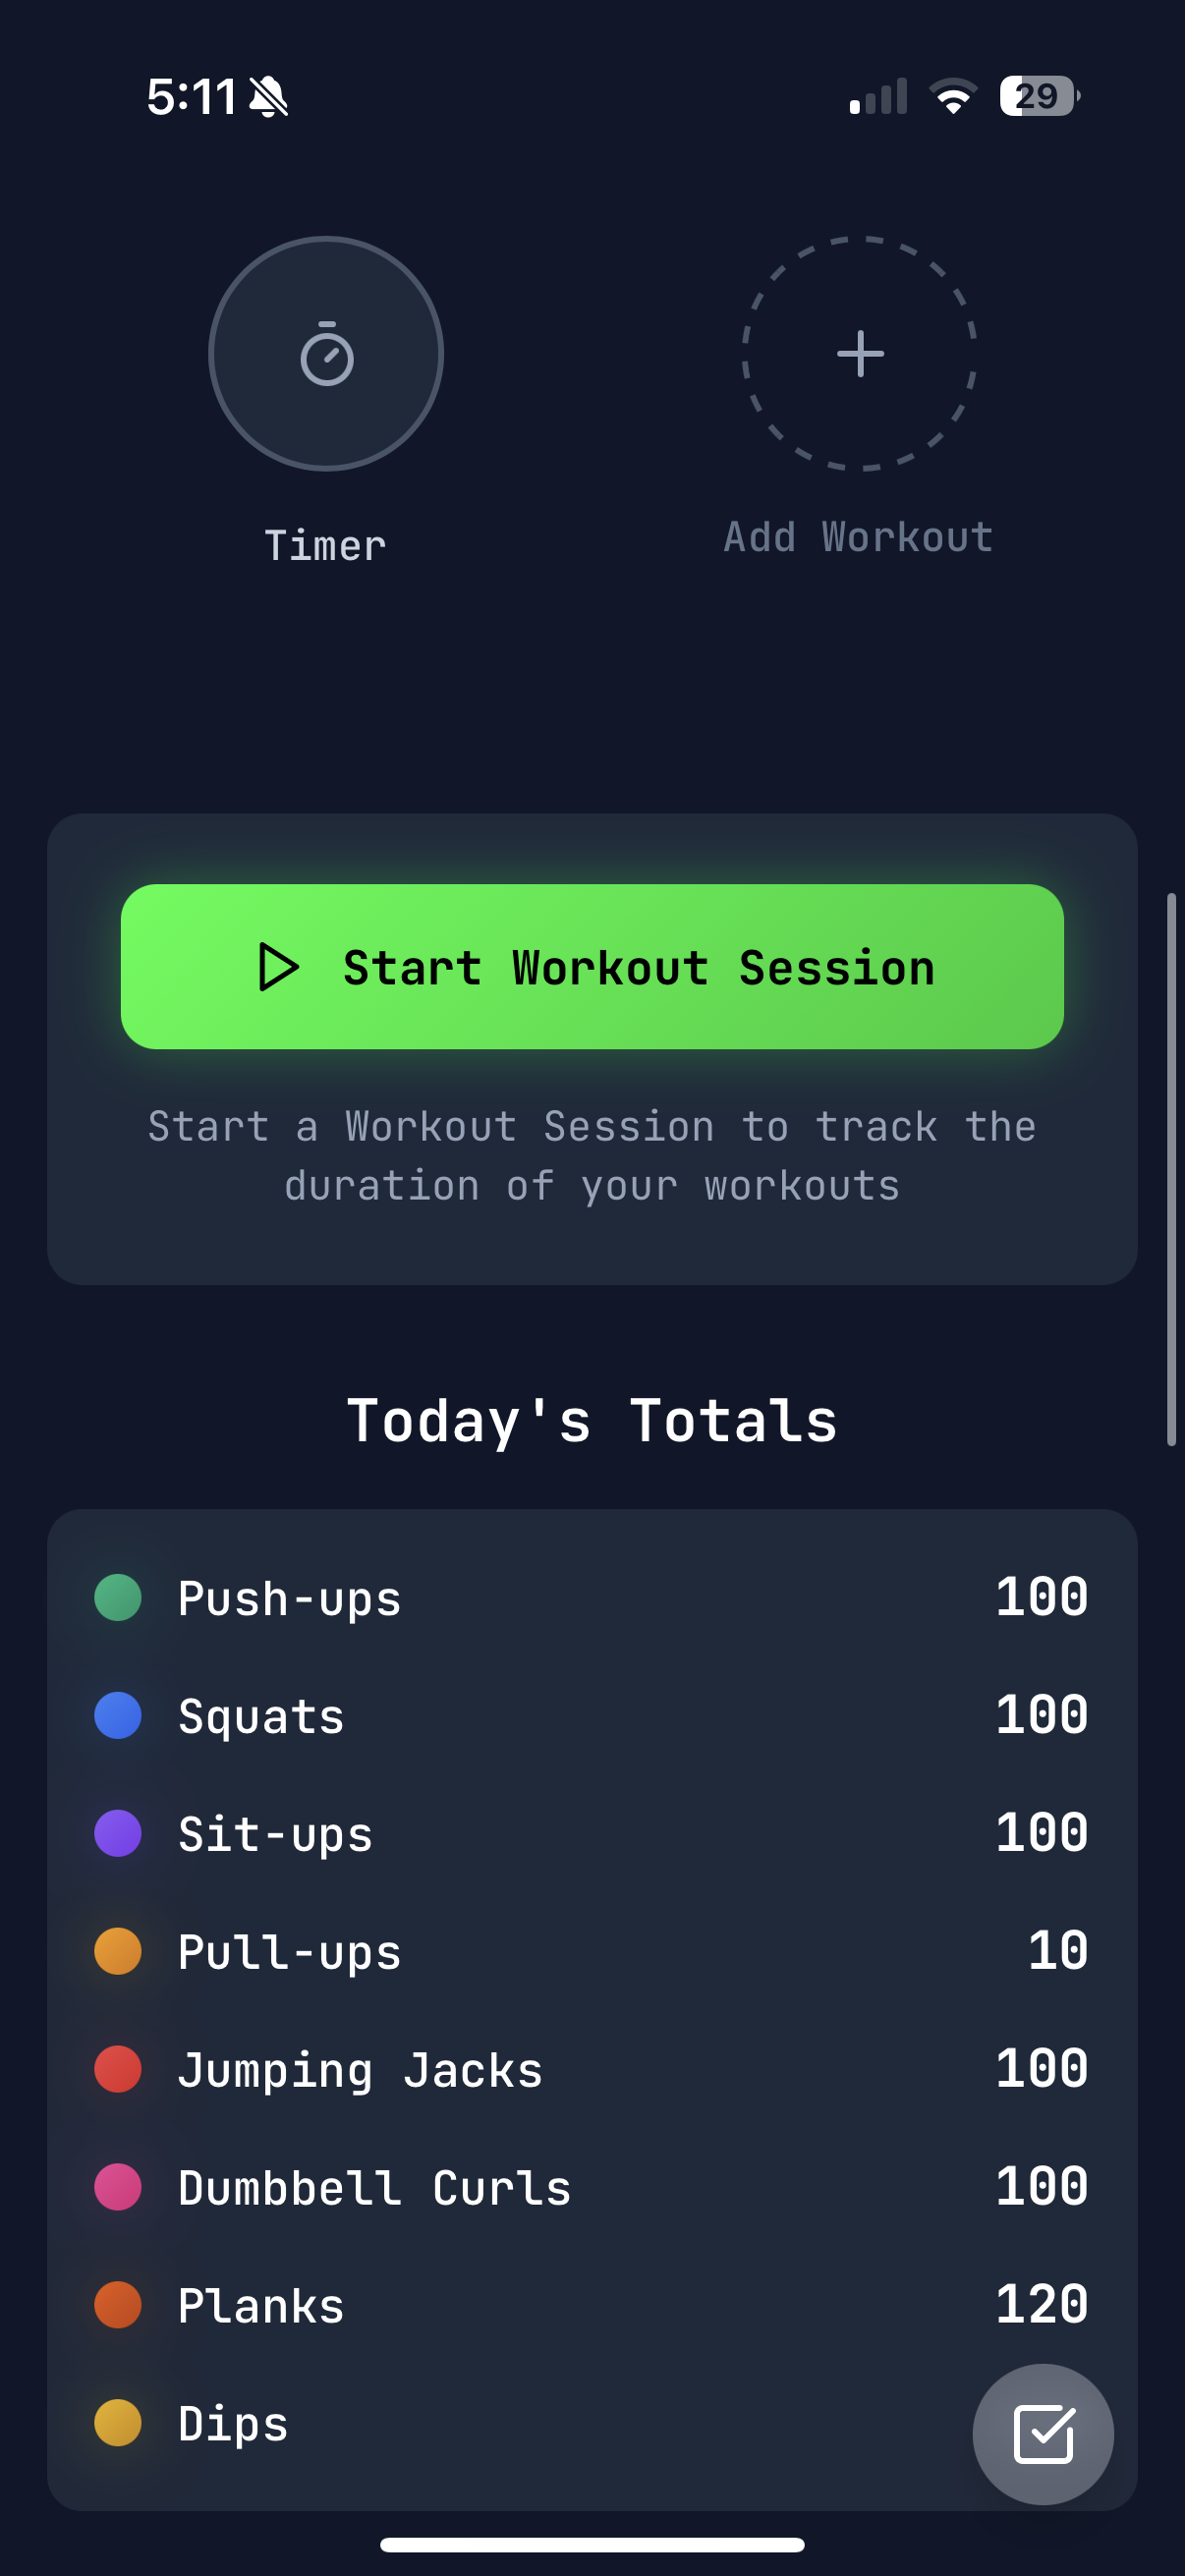 5:11
29
Timer
Add Workout
Start Workout Session
Start a Workout Session to track the
duration of your workouts
Today's Totals
Push-ups 100
Squats 100
Sit-ups 100
Pull-ups 10
Jumping Jacks 100
Dumbbell Curls 100
Planks 120
Dips